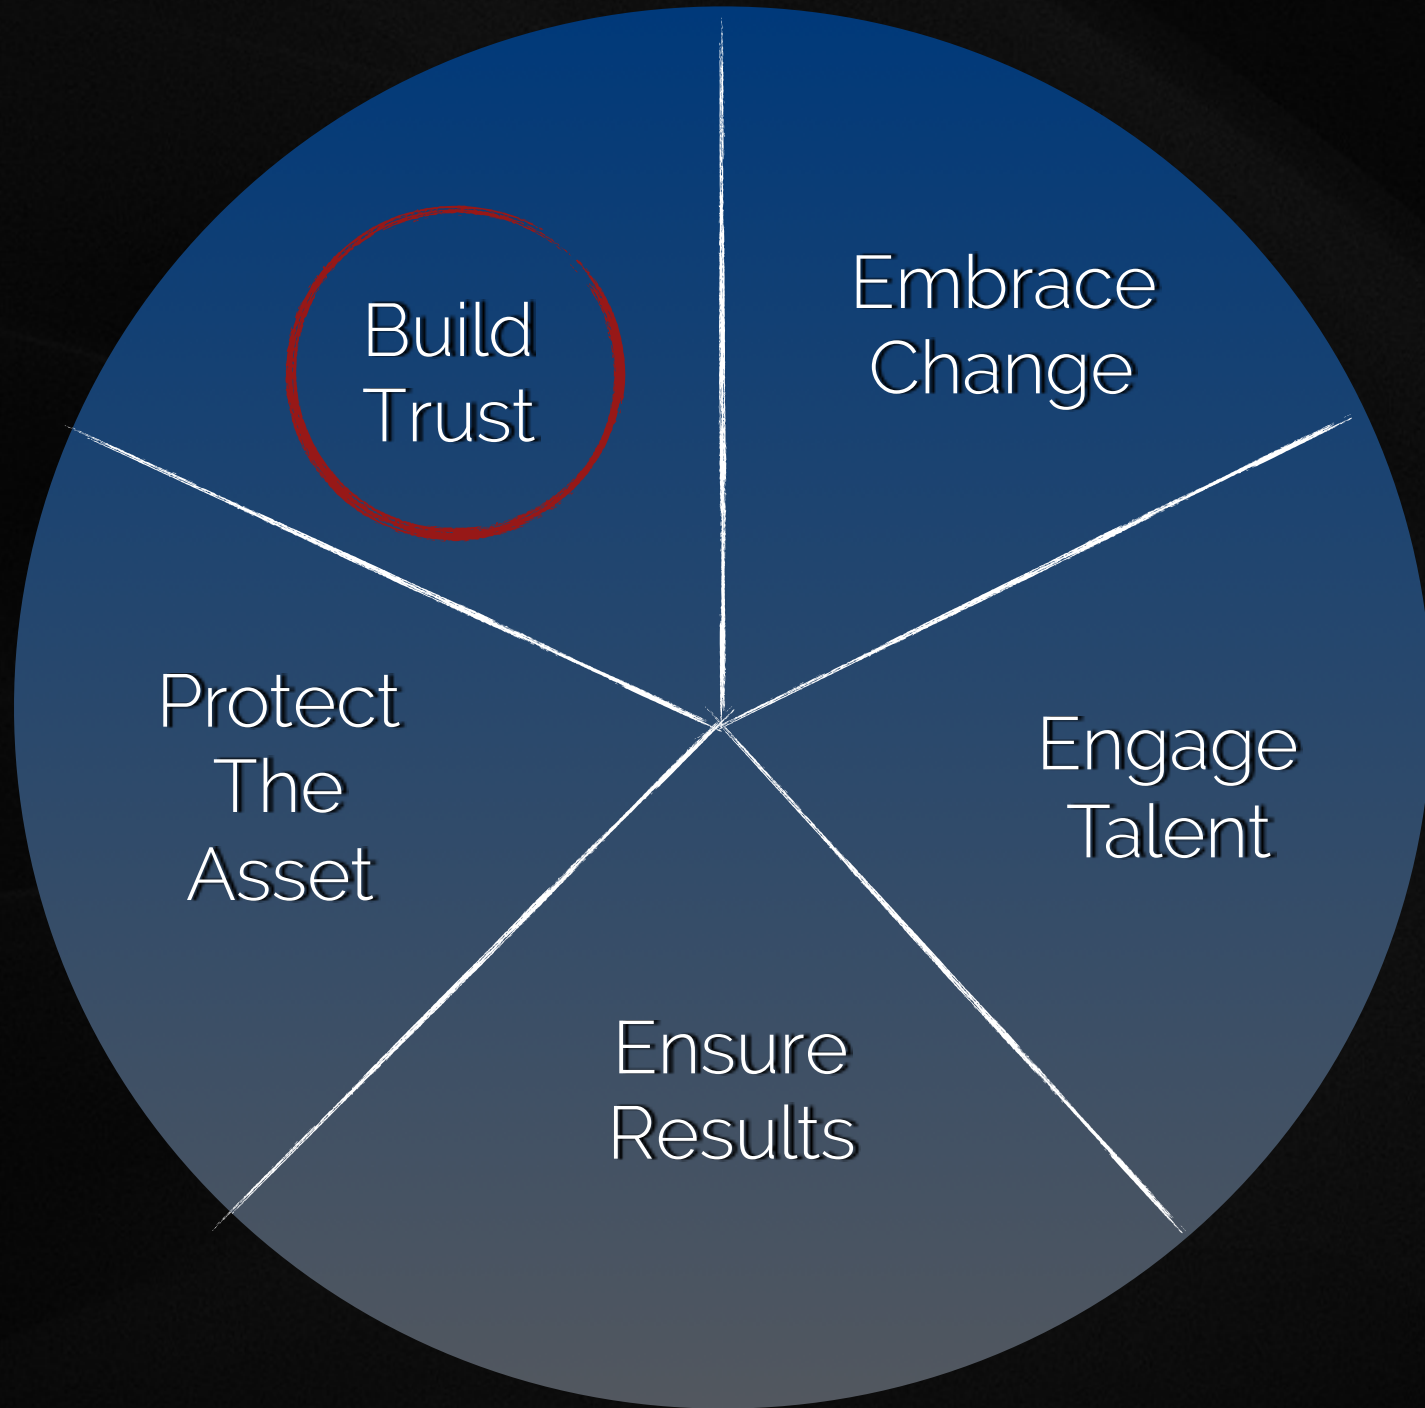 Build
Trust
Embrace
Change
Protect
The
Asset
Engage
Talent
Ensure
Results